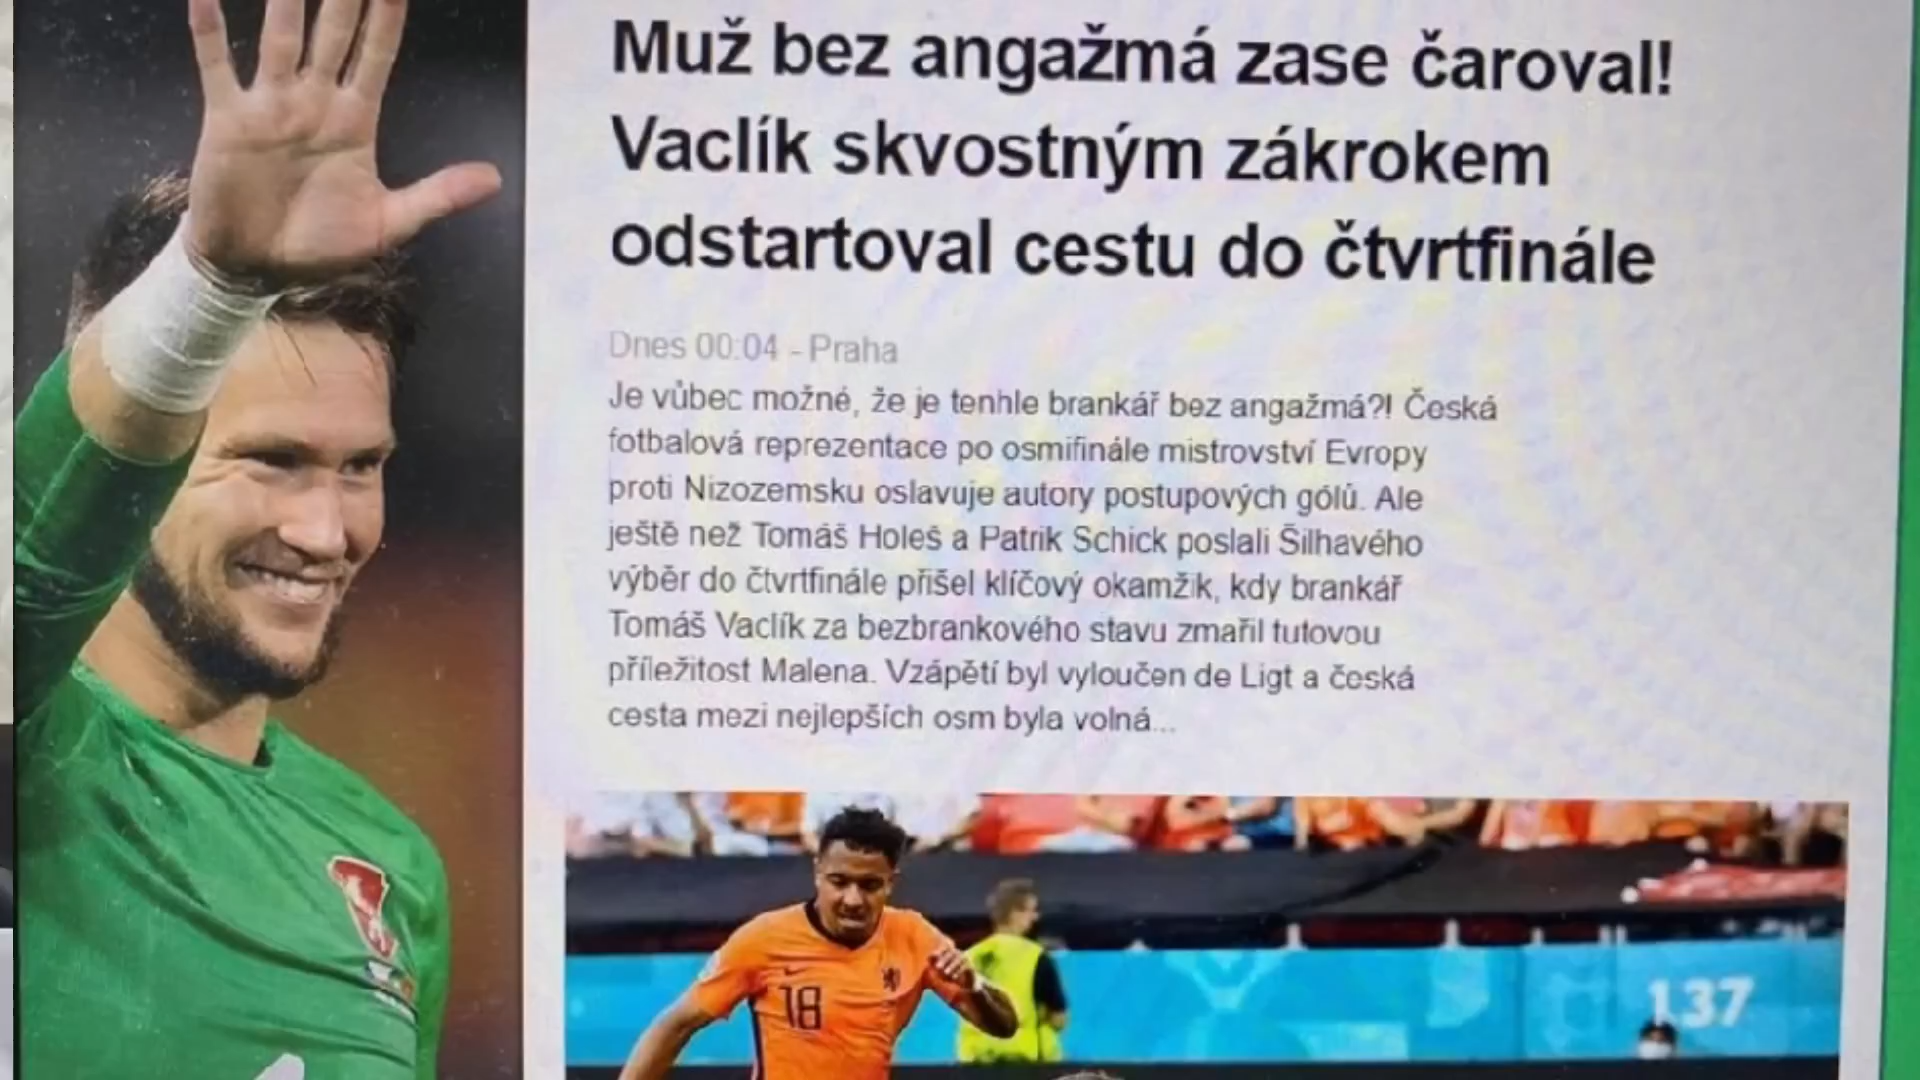 Muž bez angažmá zase čaroval!
Vaclík skvostným zákrokem
odstartoval cestu do čtvrtfinále
Dnes 00:04 - Praha
Je vůbec možné, že je tenhle brankář bez angažmá?! Česká
fotbalová reprezentace po osmifinále mistrovství Evropy
proti Nizozemsku oslavuje autory postupových gólů. Ale
ještě než Tomáš Holeš a Patrik Schick poslali Šilhavého
výběr do čtvrtfinále přišel klíčový okamžik, kdy brankář
Tomáš Vaclík za bezbrankového stavu zmařil tutovou
příležitost Malena. Vzápětí byl vyloučen de Ligt a česká
cesta mezi nejlepších osm byla volná...
18
137